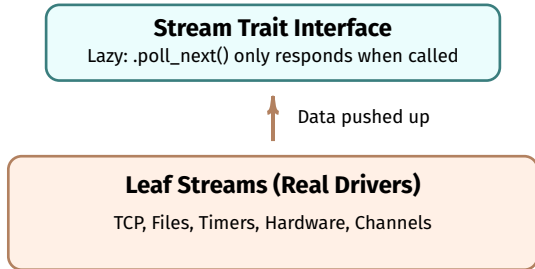 Stream Trait Interface
Lazy: .poll_next() only responds when called
Data pushed up
Leaf Streams (Real Drivers)
TCP, Files, Timers, Hardware, Channels